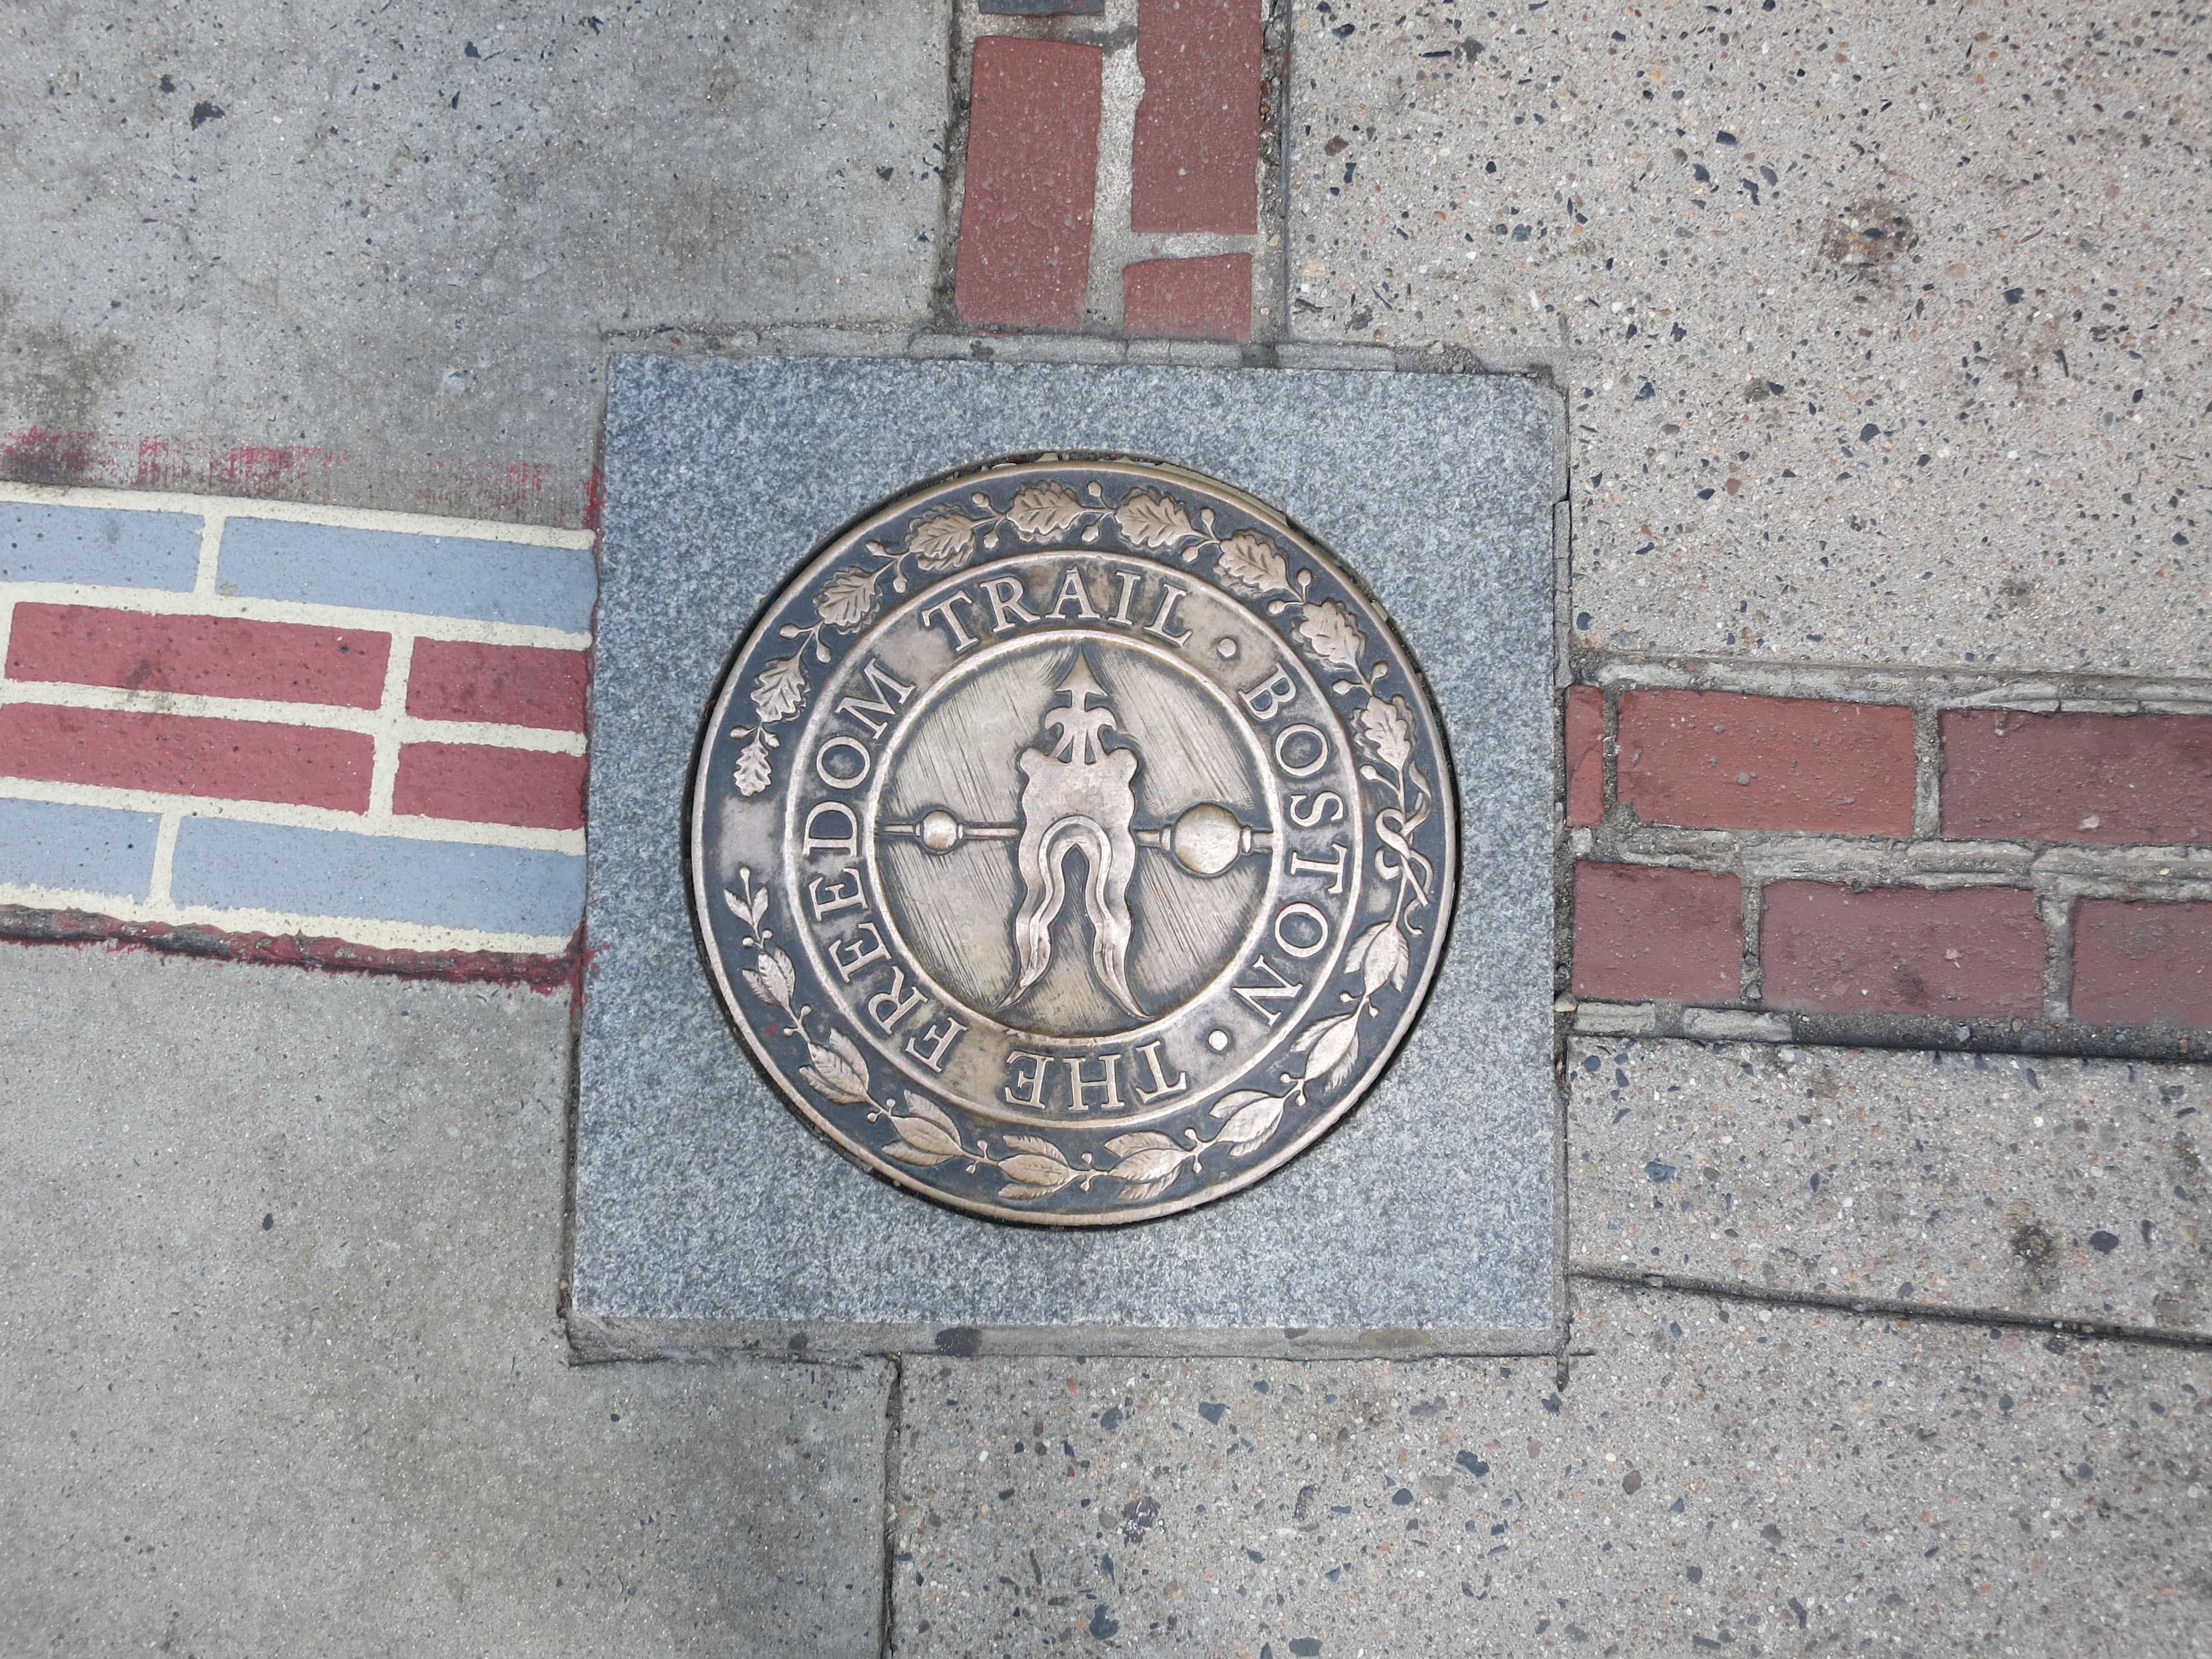 THE FREEDOM TRAIL · BOSTON ·